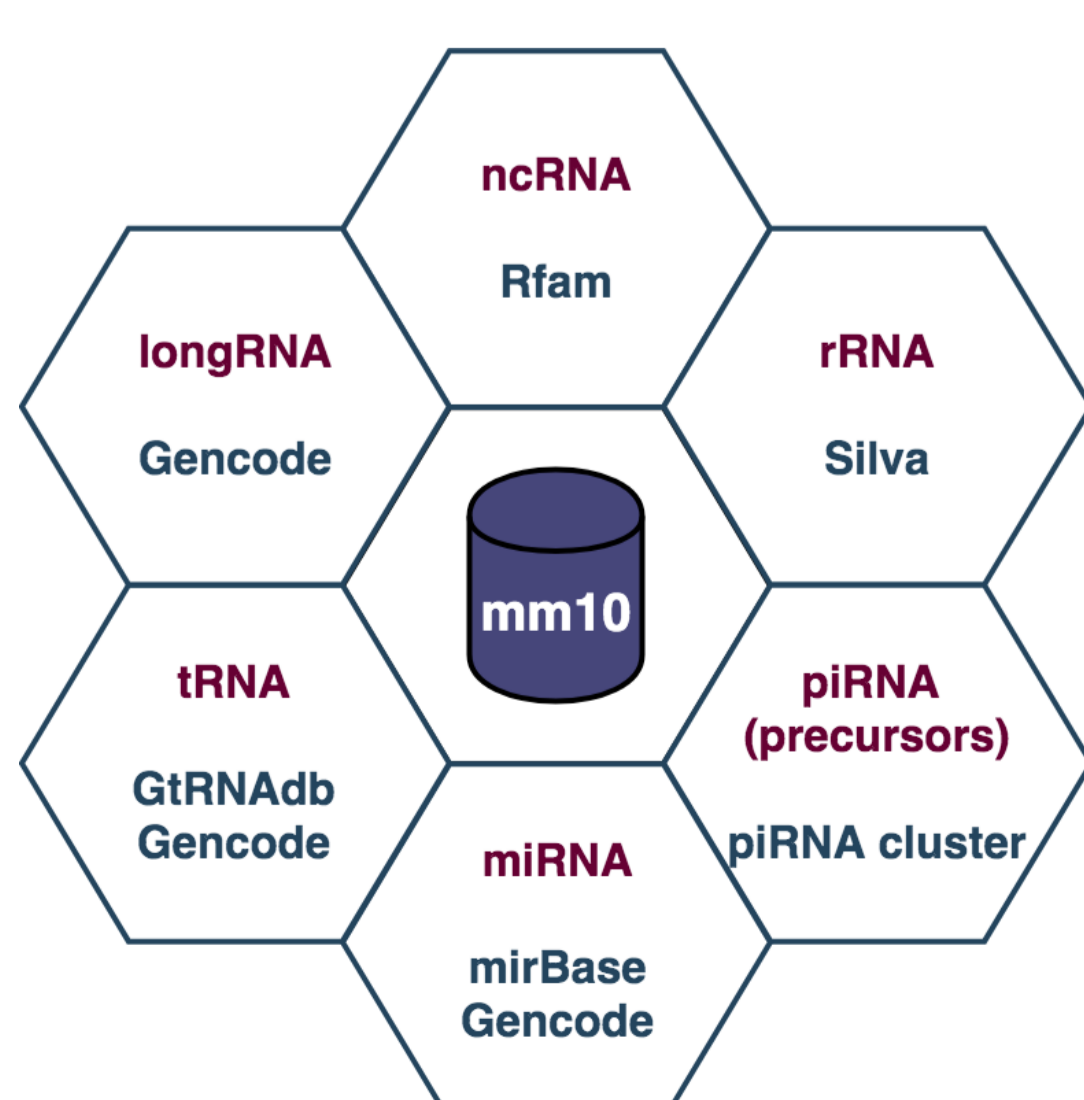 ncRNA
Rfam
longRNA
Gencode
rRNA
Silva
mm10
tRNA
GtRNAdb
Gencode
piRNA
(precursors)
piRNA cluster
miRNA
mirBase
Gencode